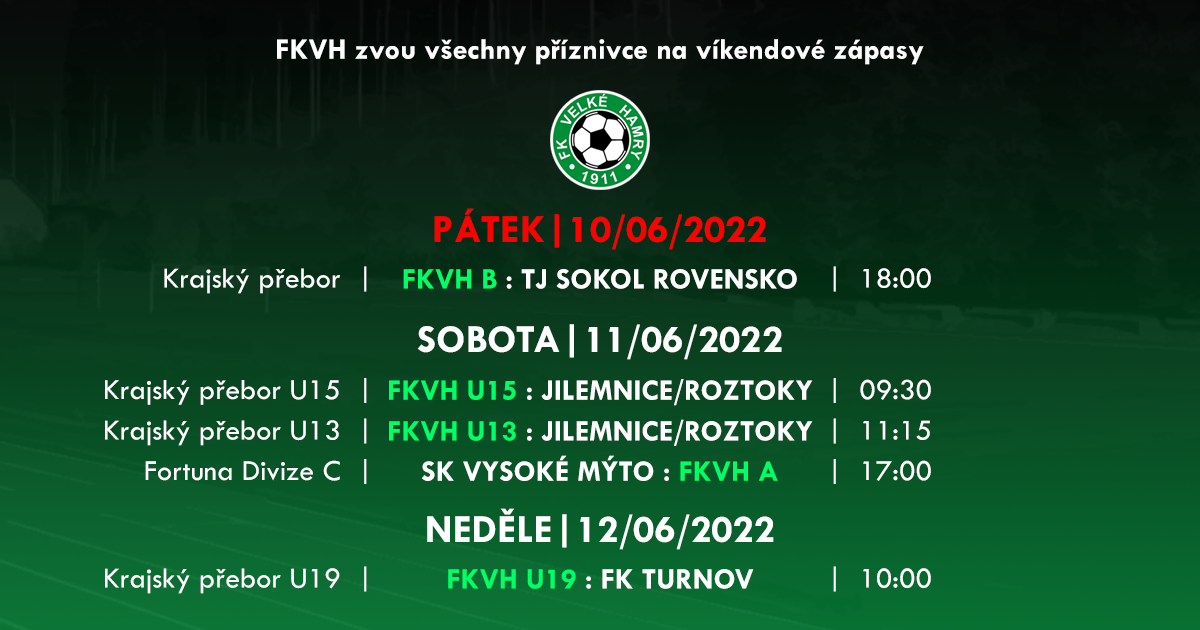 FKVH zvou všechny příznivce na víkendové zápasy
FK VELKÉ HAMRY
1911
PÁTEK|10/06/2022
Krajský přebor | FKVH B : TJ SOKOL ROVENSKO | 18:00
SOBOTA|11/06/2022
Krajský přebor U15 | FKVH U15 : JILEMNICE/ROZTOKY | 09:30
Krajský přebor U13 | FKVH U13 : JILEMNICE/ROZTOKY | 11:15
Fortuna Divize C | SK VYSOKÉ MÝTO : FKVH A | 17:00
NEDĚLE|12/06/2022
Krajský přebor U19 | FKVH U19 : FK TURNOV | 10:00